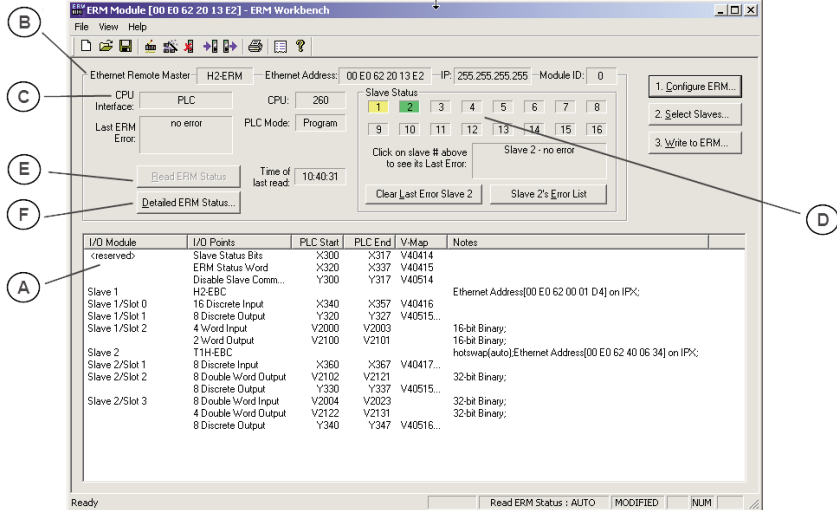 ERM Module [00 E0 62 20 13 E2] - ERM Workbench
File View Help
B
Ethernet Remote Master H2-ERM Ethernet Address: 00 E0 62 20 13 E2 IP: 255.255.255.255 Module ID: 0
1. Configure ERM...
C
CPU Interface: PLC CPU: 260
Slave Status
1 2 3 4 5 6 7 8
2. Select Slaves...
Last ERM Error: no error PLC Mode: Program
9 10 11 12 13 14 15 16
3. Write to ERM...
Click on slave # above to see its Last Error: Slave 2 - no error
E
Read ERM Status Time of last read: 10:40:31
Clear Last Error Slave 2 Slave 2's Error List
F
Detailed ERM Status...
D
I/O Module I/O Points PLC Start PLC End V-Map Notes
<reserved> Slave Status Bits X300 X317 V40414
A
ERM Status Word X320 X337 V40415
Disable Slave Comm... Y300 Y317 V40514
Slave 1 H2-EBC Ethernet Address[00 E0 62 00 01 D4] on IPX;
Slave 1/Slot 0 16 Discrete Input X340 X357 V40416
Slave 1/Slot 1 8 Discrete Output Y320 Y327 V40515...
Slave 1/Slot 2 4 Word Input V2000 V2003 16-bit Binary;
2 Word Output V2100 V2101 16-bit Binary;
Slave 2 T1H-EBC hotswap(auto);Ethernet Address[00 E0 62 40 06 34] on IPX;
Slave 2/Slot 1 8 Discrete Input X360 X367 V40417...
Slave 2/Slot 2 8 Double Word Output V2102 V2121 32-bit Binary;
8 Discrete Output Y330 Y337 V40515...
Slave 2/Slot 3 8 Double Word Input V2004 V2023 32-bit Binary;
4 Double Word Output V2122 V2131 32-bit Binary;
8 Discrete Output Y340 Y347 V40516...
Ready Read ERM Status : AUTO MODIFIED NUM